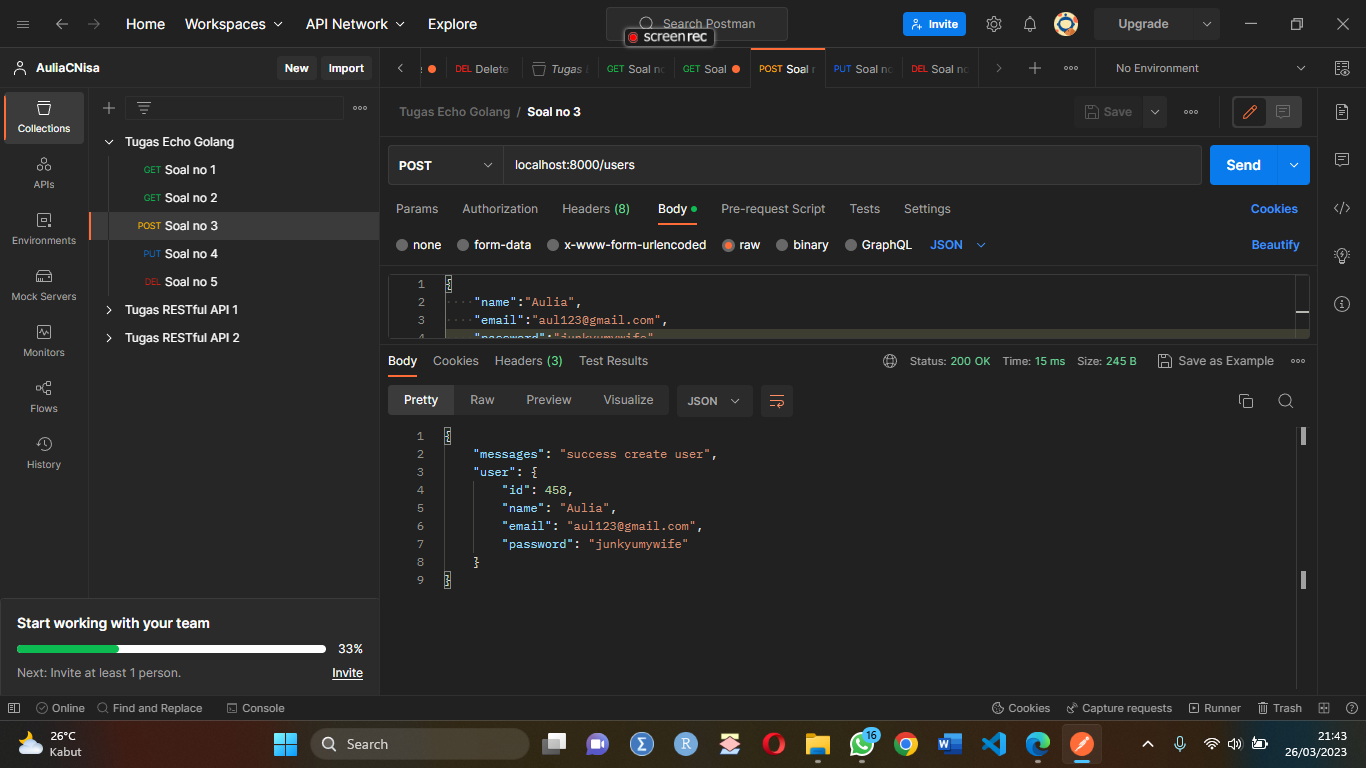 Home Workspaces API Network Explore Search Postman Invite Upgrade
screenrec
AuliaCNisa New Import
DEL Delete Tugas GET Soal no GET Soal POST Soal PUT Soal no DEL Soal no No Environment
Collections
APIs
Environments
Mock Servers
Monitors
Flows
History
Tugas Echo Golang
GET Soal no 1
GET Soal no 2
POST Soal no 3
PUT Soal no 4
DEL Soal no 5
Tugas RESTful API 1
Tugas RESTful API 2
Start working with your team
33%
Next: Invite at least 1 person. Invite
Tugas Echo Golang / Soal no 3 Save
POST localhost:8000/users Send
Params Authorization Headers (8) Body Pre-request Script Tests Settings Cookies
none form-data x-www-form-urlencoded raw binary GraphQL JSON Beautify
1 {
2 "name":"Aulia",
3 "email":"aul123@gmail.com",
4 "password":"junkyumywife"
Body Cookies Headers (3) Test Results Status: 200 OK Time: 15 ms Size: 245 B Save as Example
Pretty Raw Preview Visualize JSON
1 {
2 "messages": "success create user",
3 "user": {
4 "id": 458,
5 "name": "Aulia",
6 "email": "aul123@gmail.com",
7 "password": "junkyumywife"
8 }
9 }
Online Find and Replace Console Cookies Capture requests Runner Trash
26°C
Kabut
Search
16
21:43
26/03/2023